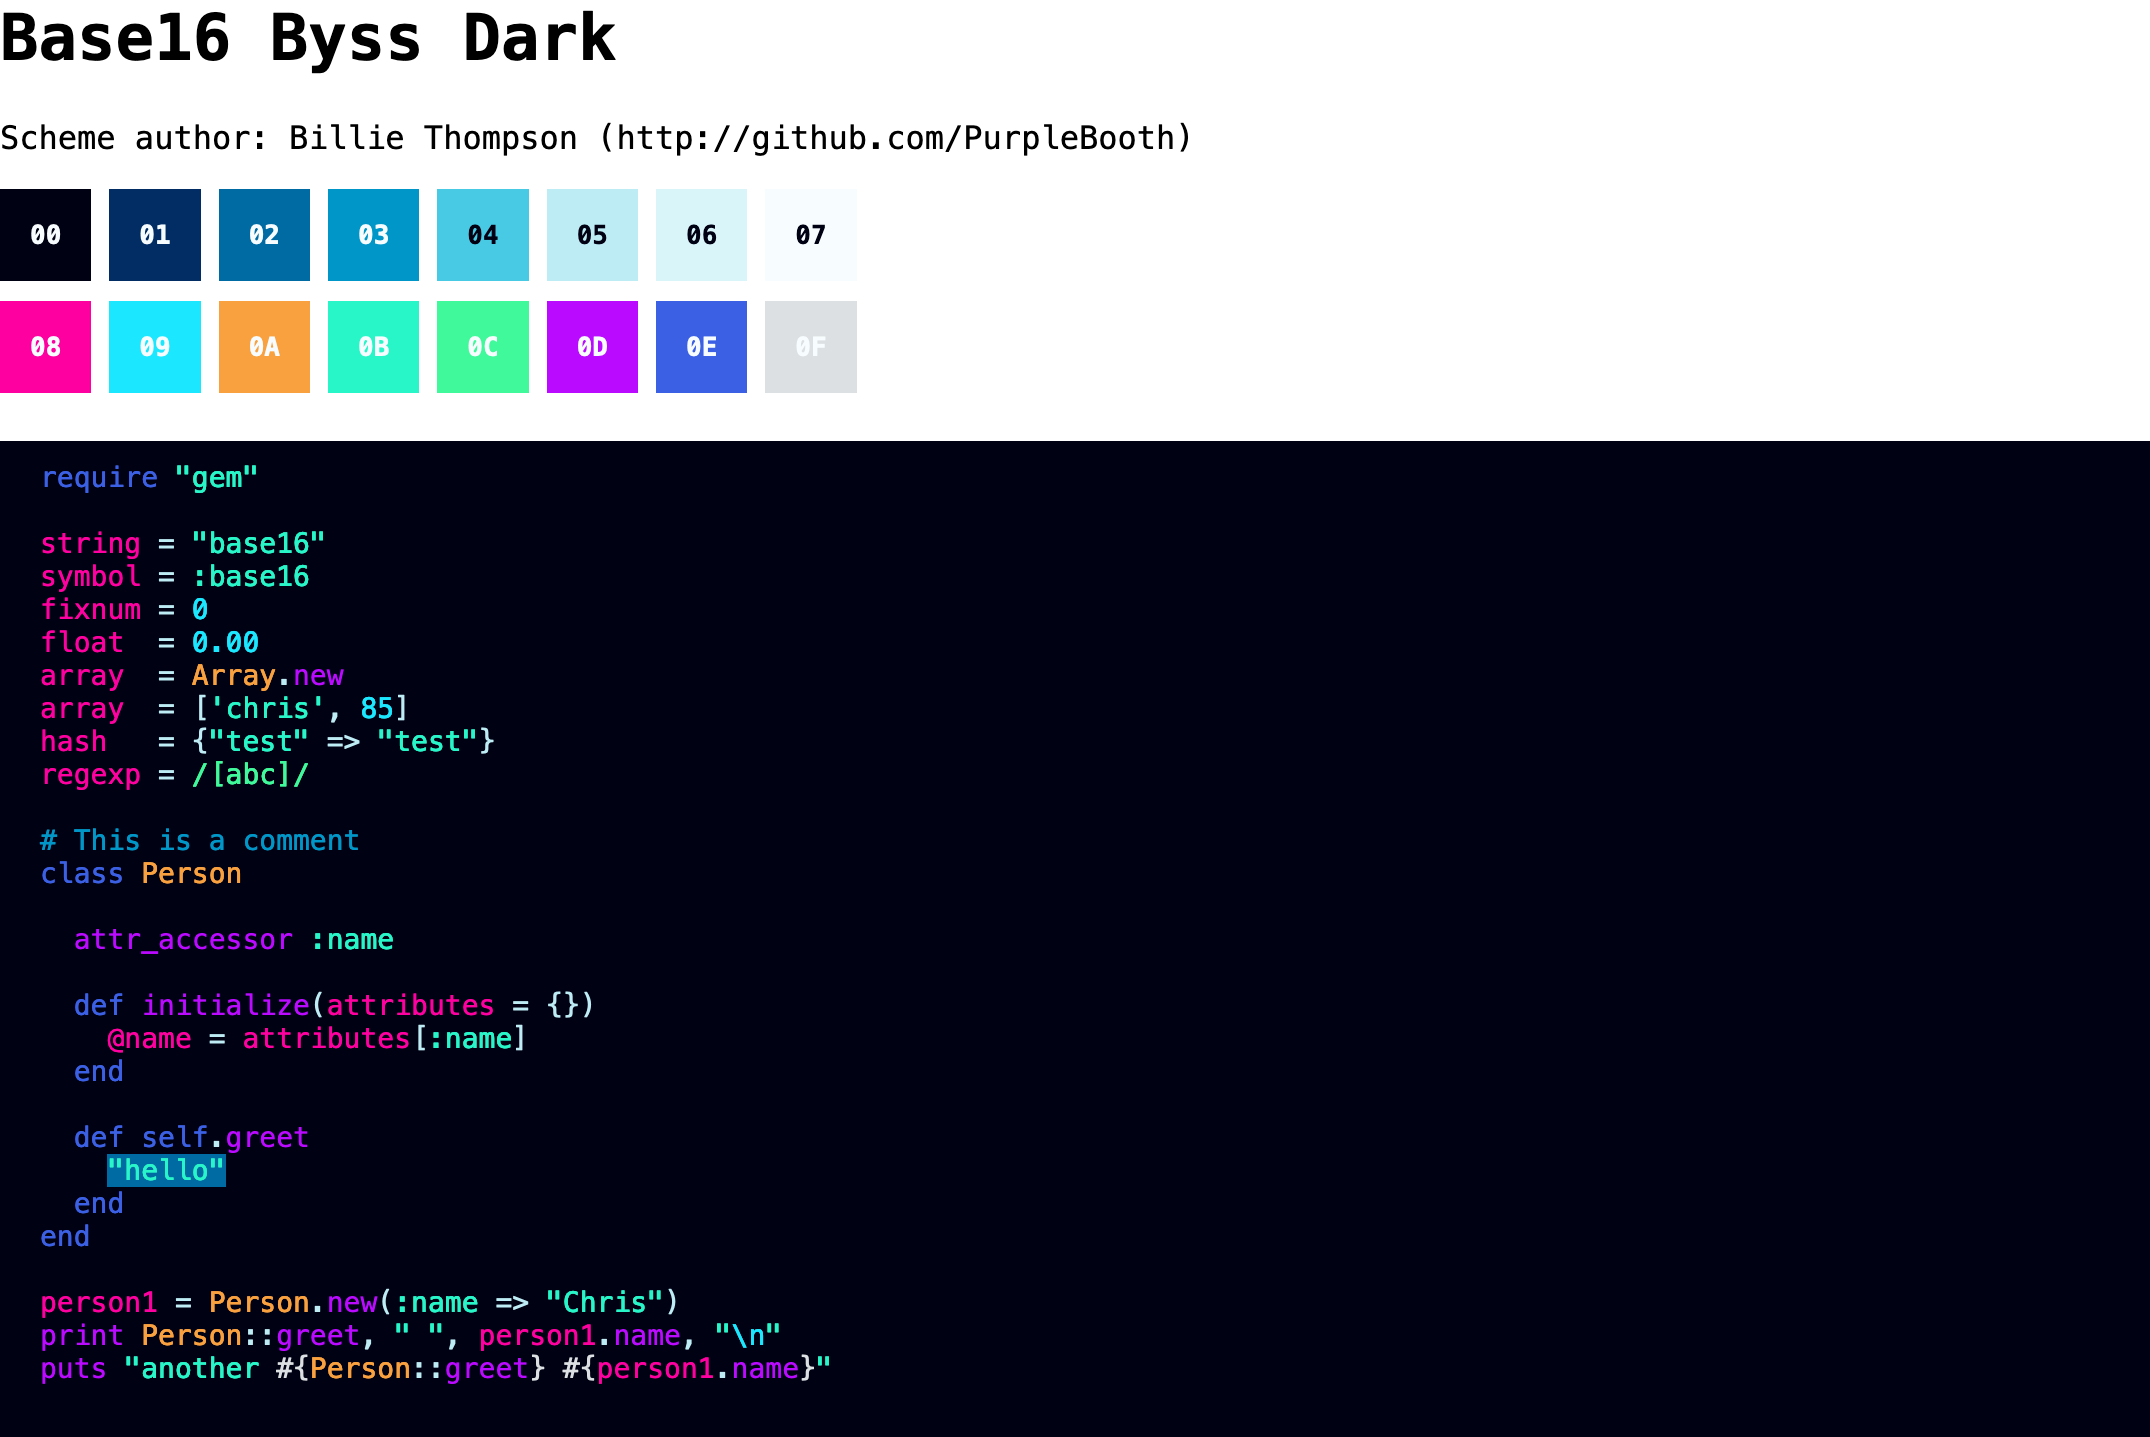 Base16 Byss Dark
Scheme author: Billie Thompson (http://github.com/PurpleBooth)
00 01 02 03 04 05 06 07
08 09 0A 0B 0C 0D 0E 0F
require "gem"
string = "base16"
symbol = :base16
fixnum = 0
float  = 0.00
array  = Array.new
array  = ['chris', 85]
hash   = {"test" => "test"}
regexp = /[abc]/
# This is a comment
class Person
  attr_accessor :name
  def initialize(attributes = {})
    @name = attributes[:name]
  end
  def self.greet
    "hello"
  end
end
person1 = Person.new(:name => "Chris")
print Person::greet, " ", person1.name, "\n"
puts "another #{Person::greet} #{person1.name}"